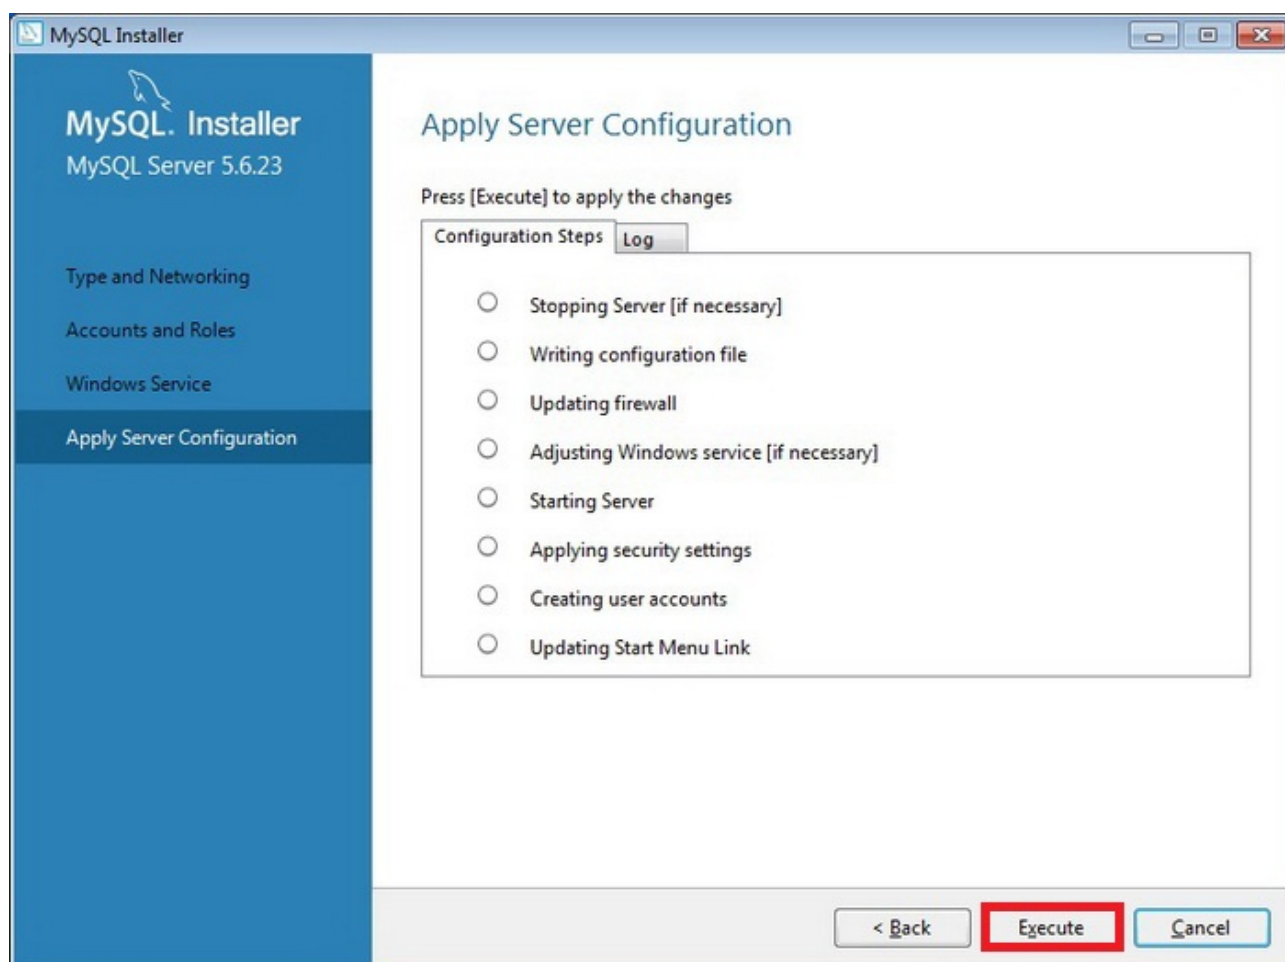 MySQL Installer
MySQL. Installer
MySQL Server 5.6.23
Type and Networking
Accounts and Roles
Windows Service
Apply Server Configuration
Apply Server Configuration
Press [Execute] to apply the changes
Configuration Steps
Log
Stopping Server [if necessary]
Writing configuration file
Updating firewall
Adjusting Windows service [if necessary]
Starting Server
Applying security settings
Creating user accounts
Updating Start Menu Link
< Back
Execute
Cancel